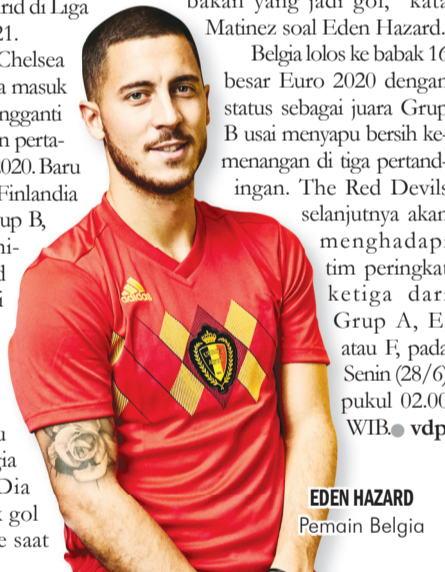 rid di Liga
21.
Chelsea
a masuk
ngganti
n perta-
020. Baru
Finlandia
up B,
ni-
d
i
u
gia
Dia
k gol
e saat
bakan yang jadi gol," kata
Matinez soal Eden Hazard.
Belgia lolos ke babak 16
besar Euro 2020 dengan
status sebagai juara Grup
B usai menyapu bersih ke-
menangan di tiga pertand-
ingan. The Red Devils
selanjutnya akan
menghadapi
tim peringkat
ketiga dari
Grup A, E
atau F, pada
Senin (28/6)
pukul 02.00
WIB. vdp
adidas
EDEN HAZARD
Pemain Belgia